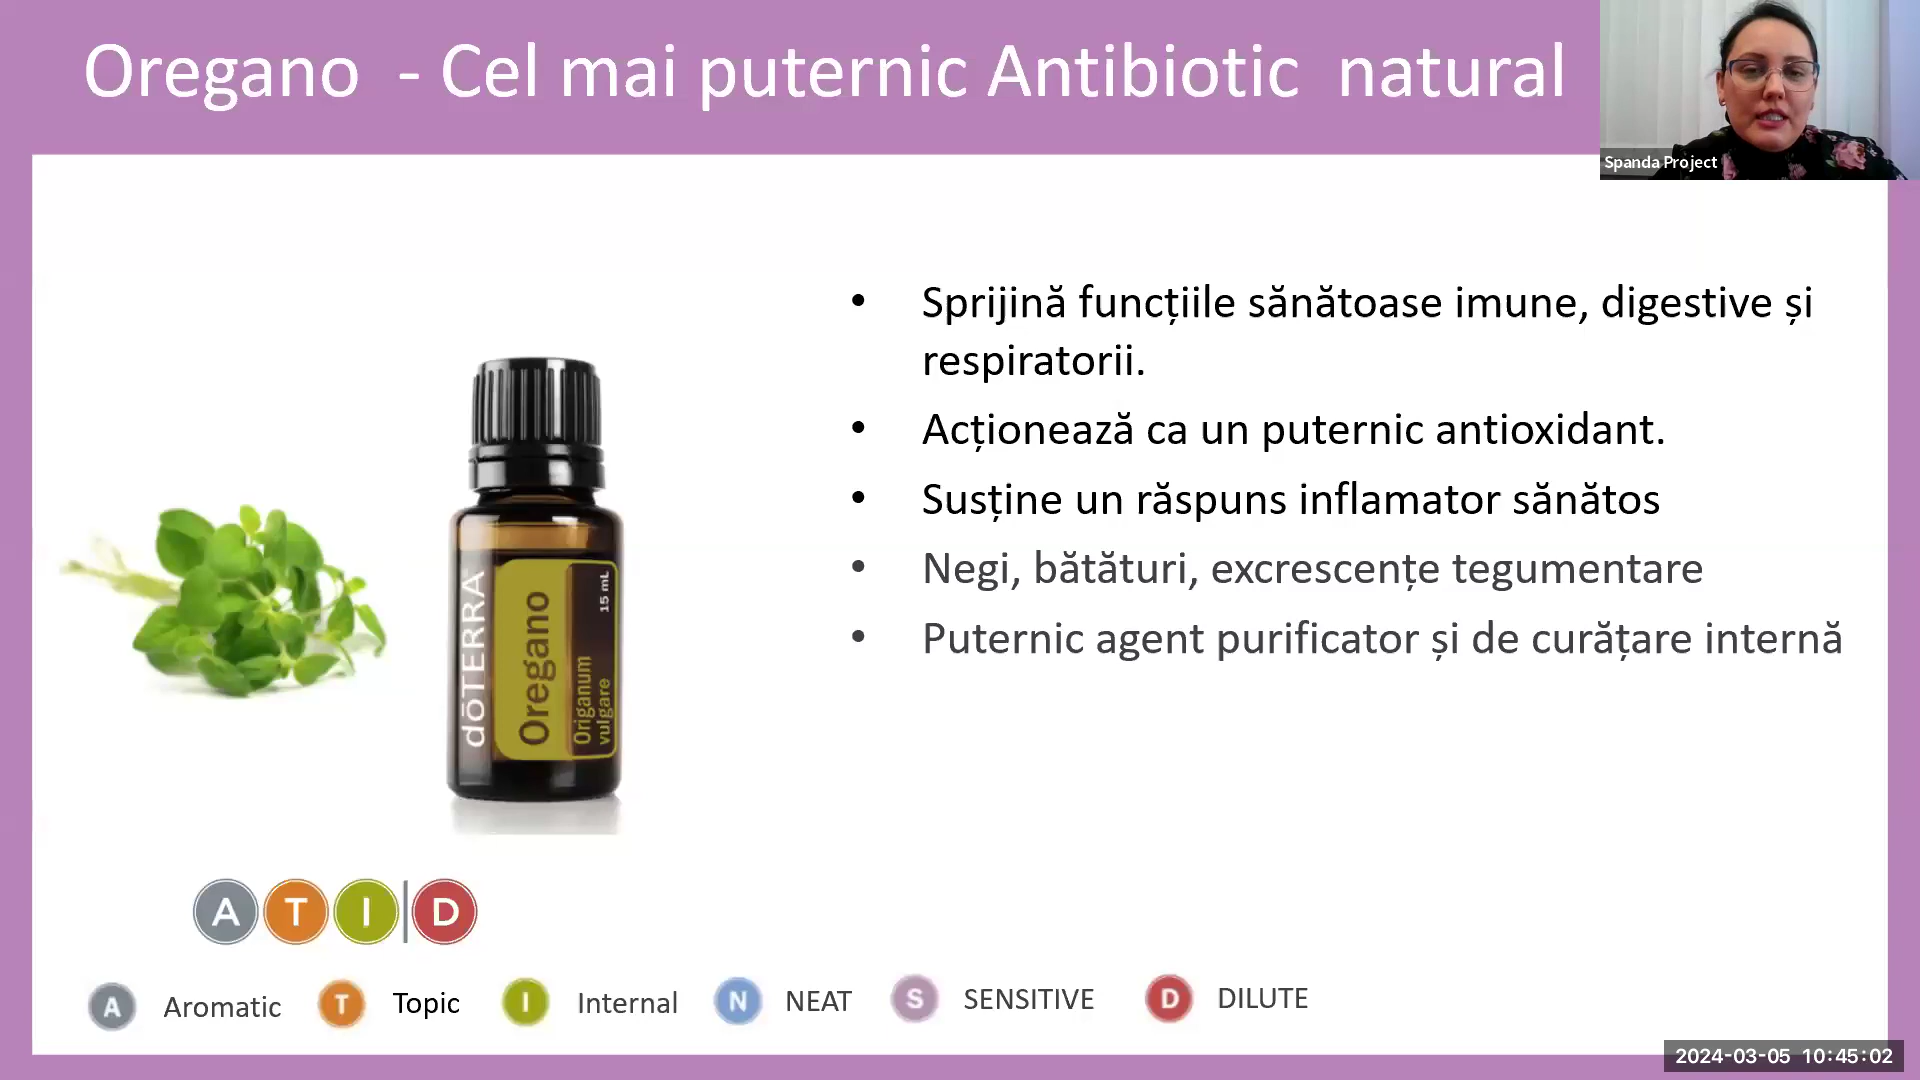 Oregano - Cel mai puternic Antibiotic natural
Spanda Project
• Sprijină funcțiile sănătoase imune, digestive și
respiratorii.
• Acționează ca un puternic antioxidant.
• Susține un răspuns inflamator sănătos
• Negi, bătături, excrescențe tegumentare
• Puternic agent purificator și de curățare internă
dōTERRA
Oregano
Origanum
vulgare
15 mL
A T I | D
A Aromatic T Topic I Internal N NEAT S SENSITIVE D DILUTE
2024-03-05 10:45:02